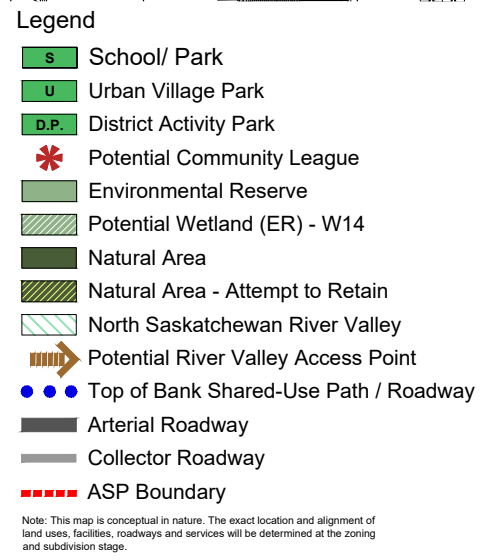 Legend
S School/ Park
U Urban Village Park
D.P. District Activity Park
Potential Community League
Environmental Reserve
Potential Wetland (ER) - W14
Natural Area
Natural Area - Attempt to Retain
North Saskatchewan River Valley
Potential River Valley Access Point
Top of Bank Shared-Use Path / Roadway
Arterial Roadway
Collector Roadway
ASP Boundary
Note: This map is conceptual in nature. The exact location and alignment of
land uses, facilities, roadways and services will be determined at the zoning
and subdivision stage.